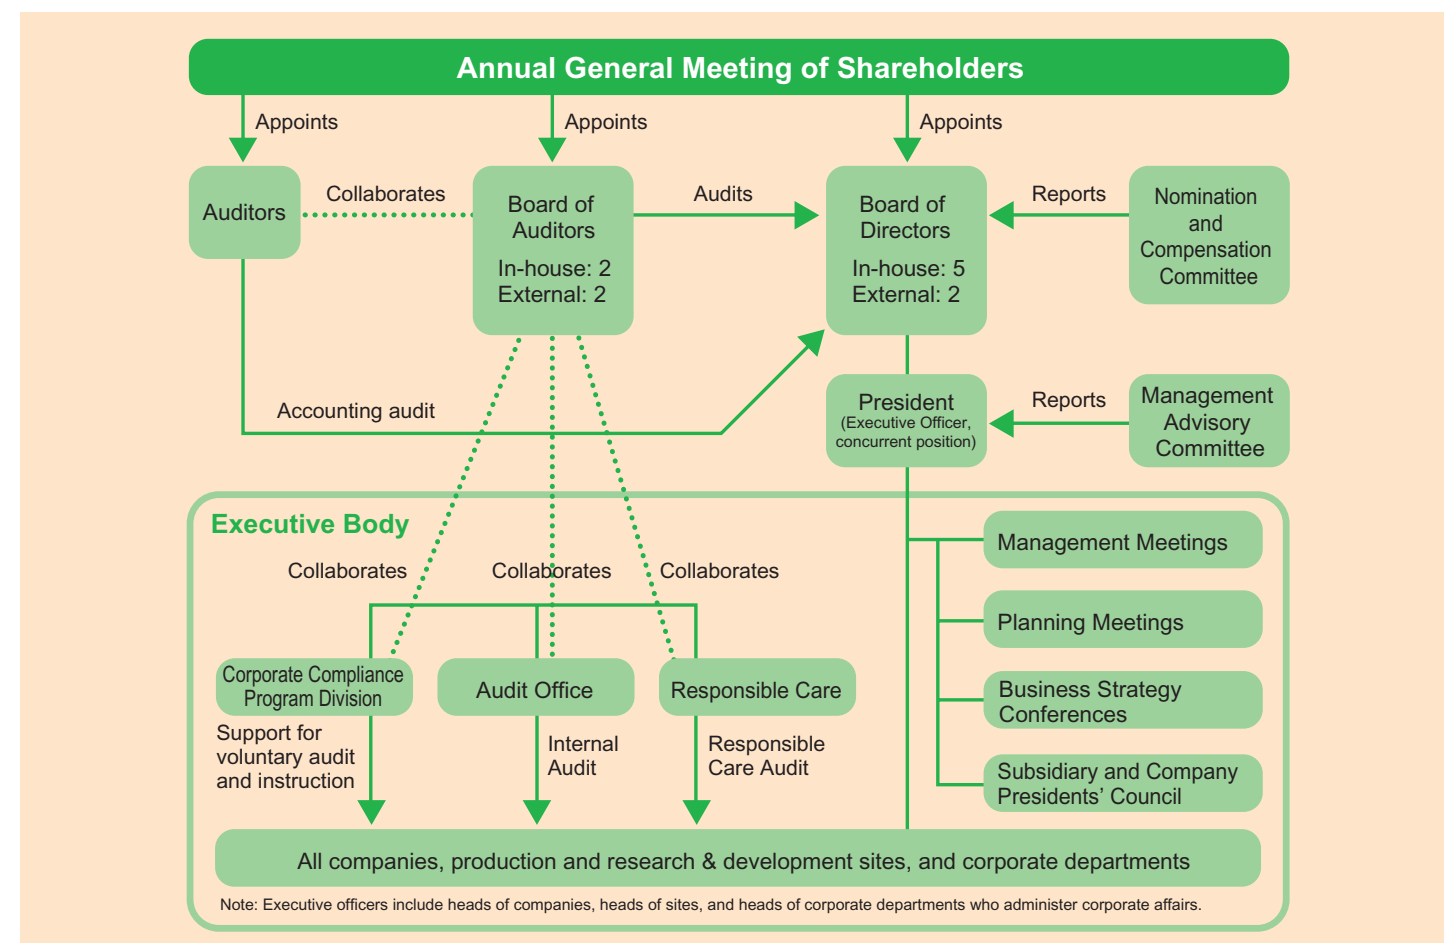 Annual General Meeting of Shareholders
Appoints
Appoints
Appoints
Auditors
Collaborates
Board of
Auditors
In-house: 2
External: 2
Audits
Board of
Directors
In-house: 5
External: 2
Reports
Nomination
and
Compensation
Committee
Accounting audit
President
(Executive Officer,
concurrent position)
Reports
Management
Advisory
Committee
Executive Body
Collaborates
Collaborates
Collaborates
Management Meetings
Planning Meetings
Business Strategy
Conferences
Subsidiary and Company
Presidents’ Council
Corporate Compliance
Program Division
Audit Office
Responsible Care
Support for
voluntary audit
and instruction
Internal
Audit
Responsible
Care Audit
All companies, production and research & development sites, and corporate departments
Note: Executive officers include heads of companies, heads of sites, and heads of corporate departments who administer corporate affairs.